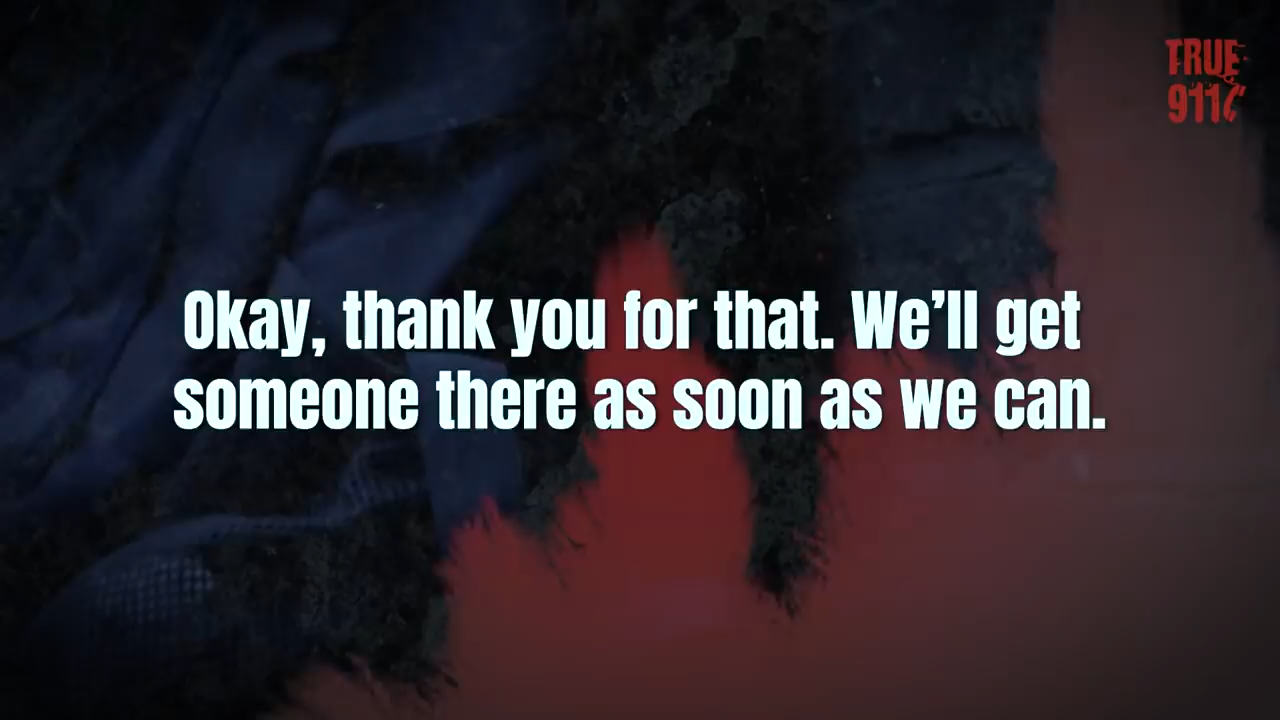 TRUE
911
Okay, thank you for that. We’ll get
someone there as soon as we can.